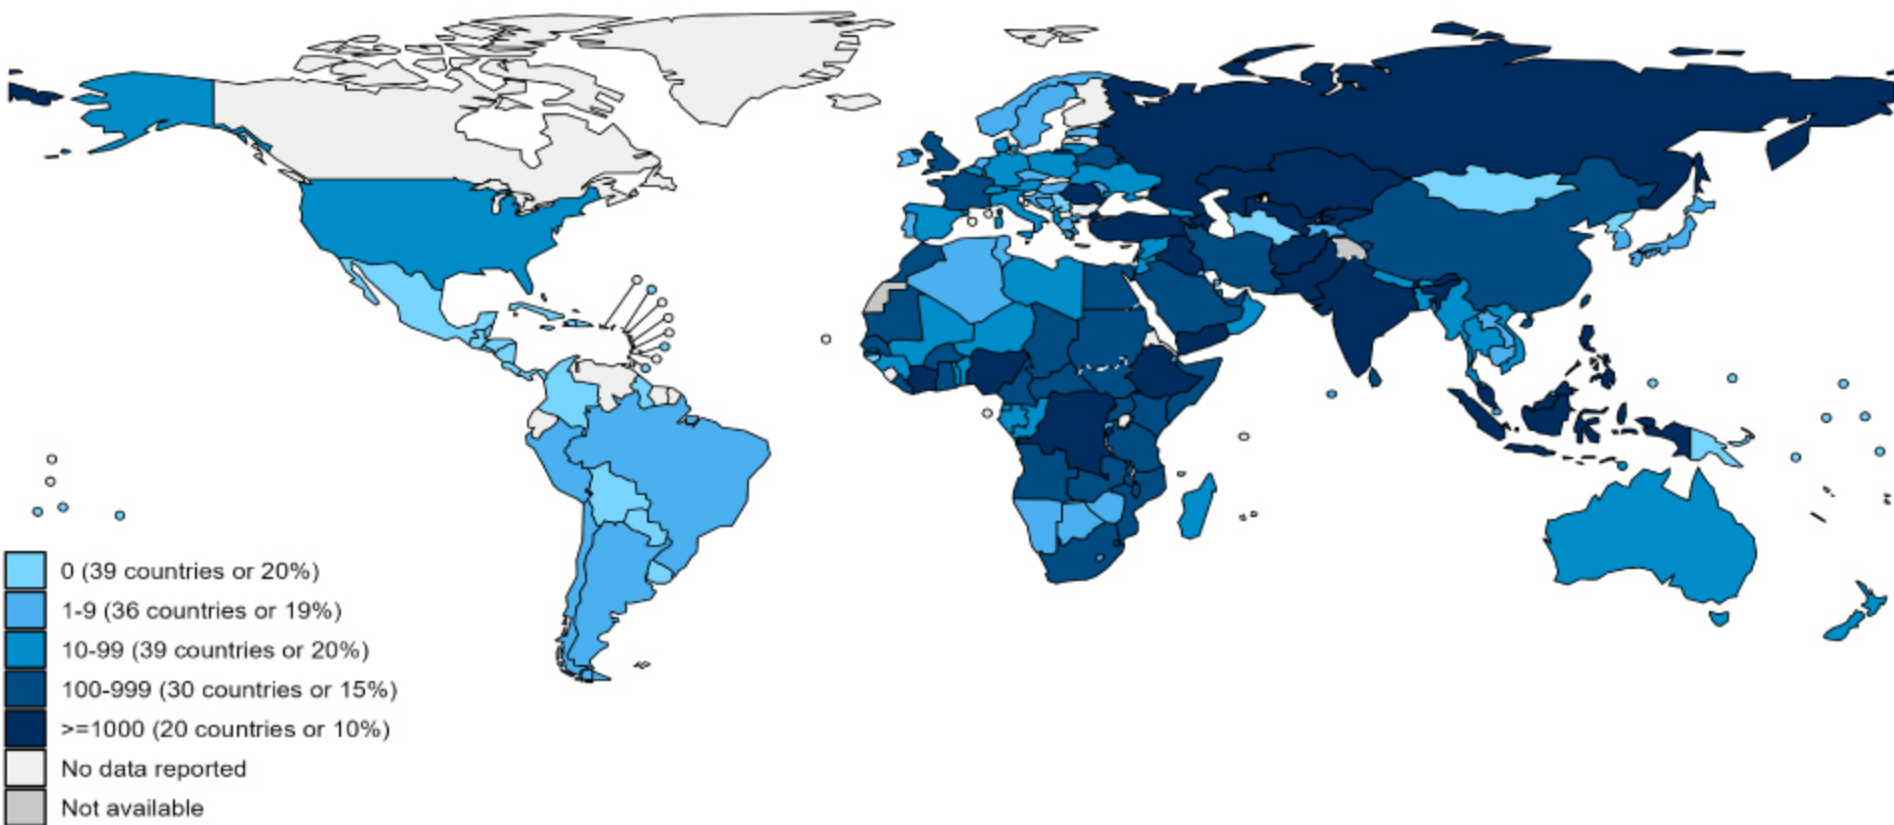 0 (39 countries or 20%)
1-9 (36 countries or 19%)
10-99 (39 countries or 20%)
100-999 (30 countries or 15%)
>=1000 (20 countries or 10%)
No data reported
Not available